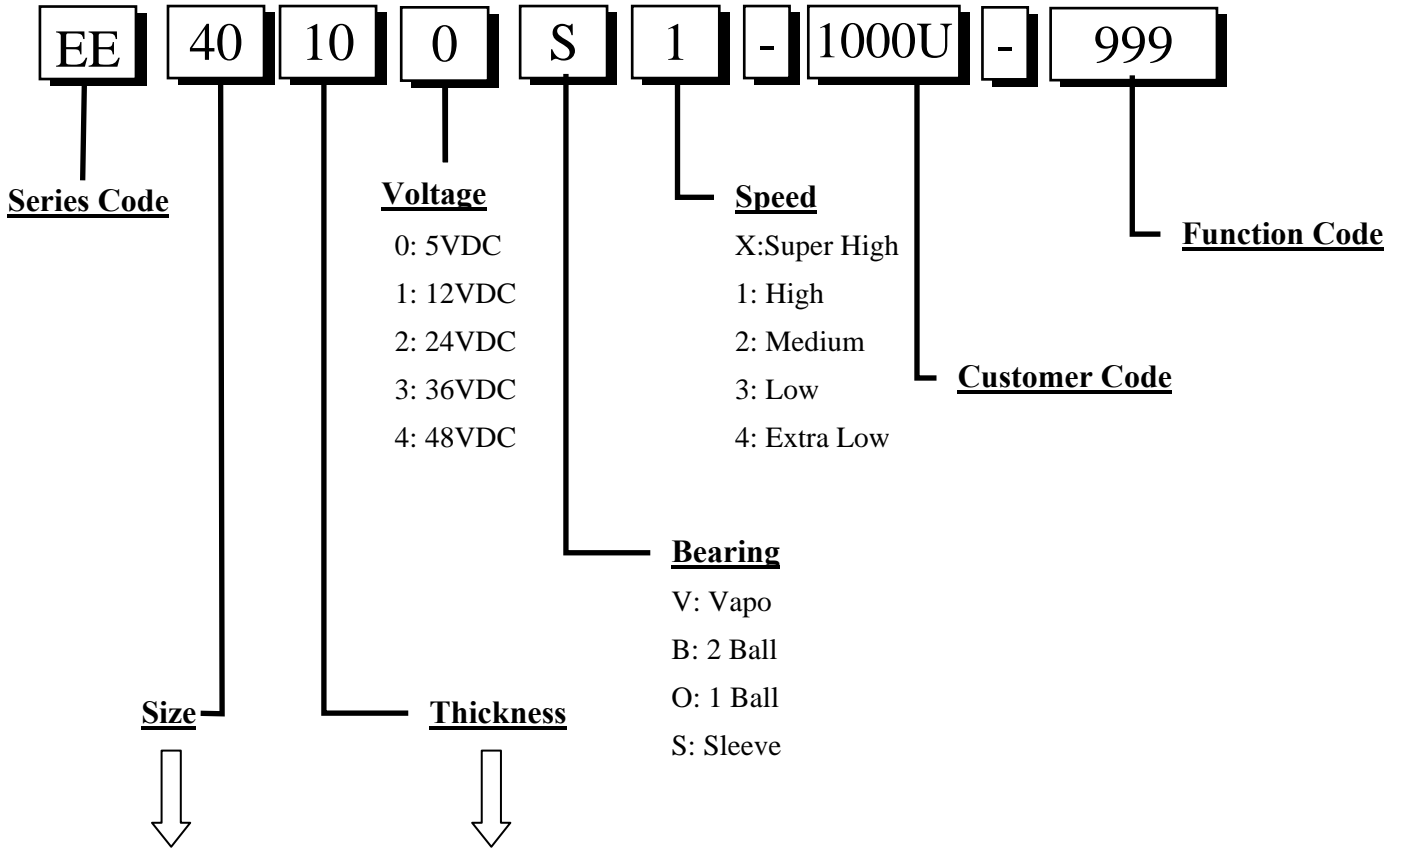 EE 40 10 0 S 1 - 1000U - 999
Series Code
Voltage
0: 5VDC
1: 12VDC
2: 24VDC
3: 36VDC
4: 48VDC
Speed
X:Super High
1: High
2: Medium
3: Low
4: Extra Low
Function Code
Customer Code
Bearing
V: Vapo
B: 2 Ball
O: 1 Ball
S: Sleeve
Size
Thickness